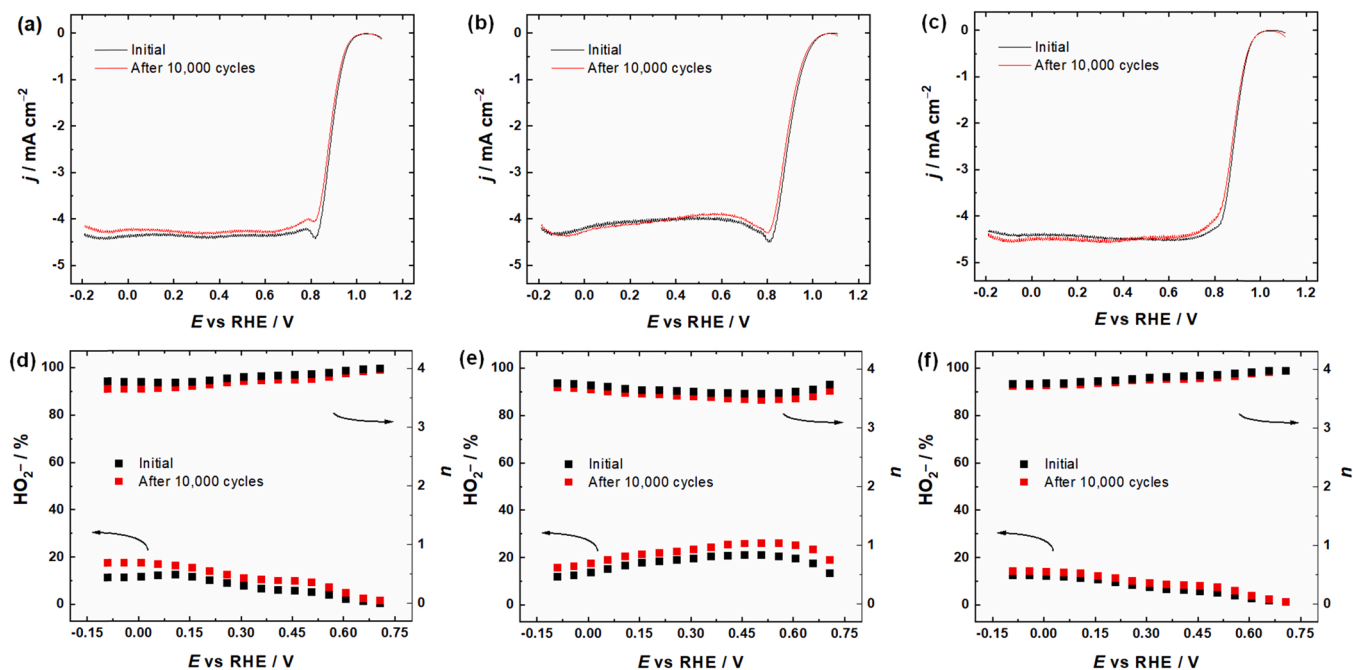 (a)
Initial
After 10,000 cycles
j / mA cm⁻²
0
-1
-2
-3
-4
-5
-0.2 0.0 0.2 0.4 0.6 0.8 1.0 1.2
E vs RHE / V
(b)
Initial
After 10,000 cycles
j / mA cm⁻²
0
-1
-2
-3
-4
-5
-0.2 0.0 0.2 0.4 0.6 0.8 1.0 1.2
E vs RHE / V
(c)
Initial
After 10,000 cycles
j / mA cm⁻²
0
-1
-2
-3
-4
-5
-0.2 0.0 0.2 0.4 0.6 0.8 1.0 1.2
E vs RHE / V
(d)
HO₂⁻ / %
100
80
60
40
20
0
Initial
After 10,000 cycles
4
3
2
1
0
n
-0.15 0.00 0.15 0.30 0.45 0.60 0.75
E vs RHE / V
(e)
HO₂⁻ / %
100
80
60
40
20
0
Initial
After 10,000 cycles
4
3
2
1
0
n
-0.15 0.00 0.15 0.30 0.45 0.60 0.75
E vs RHE / V
(f)
HO₂⁻ / %
100
80
60
40
20
0
Initial
After 10,000 cycles
4
3
2
1
0
n
-0.15 0.00 0.15 0.30 0.45 0.60 0.75
E vs RHE / V